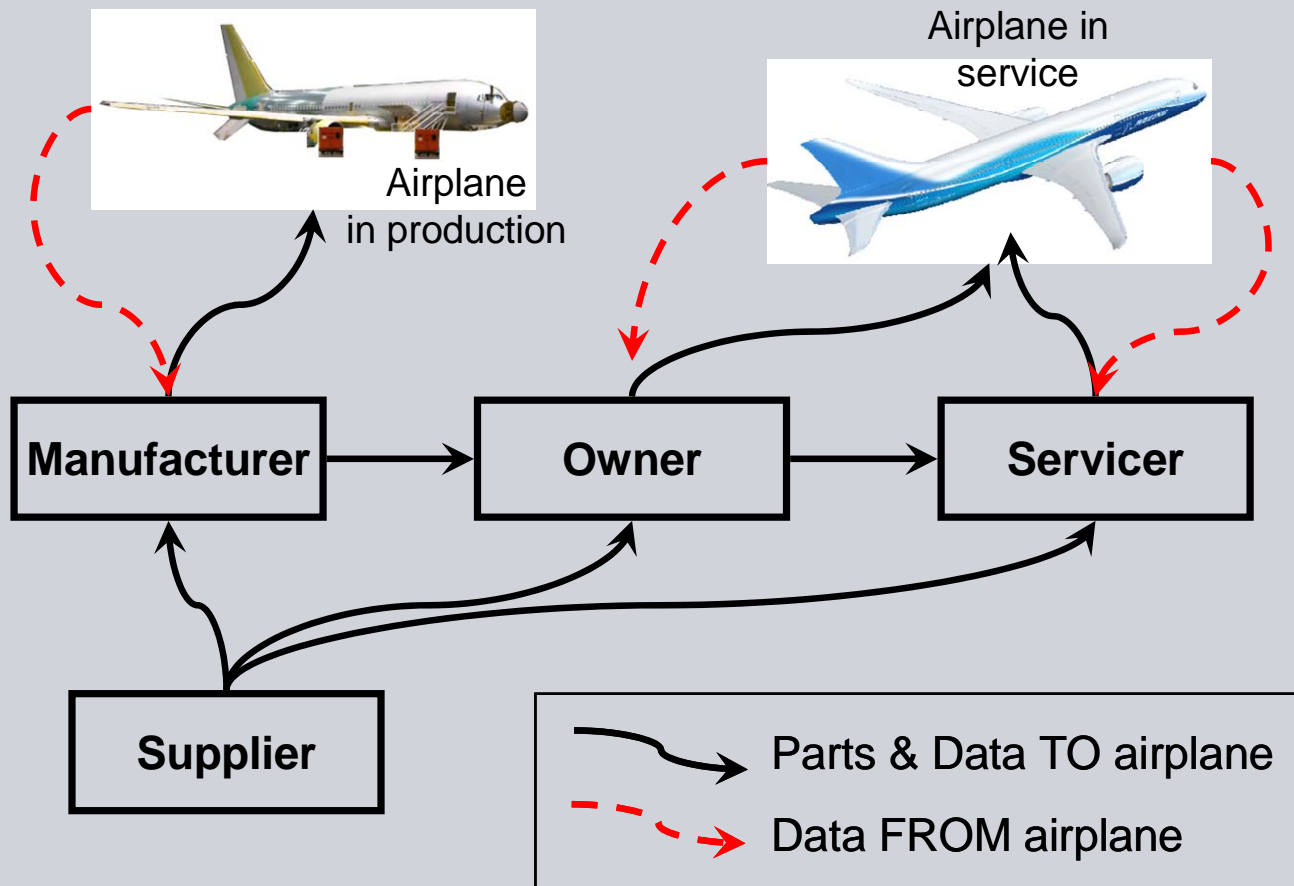 Airplane in
service
Airplane
in production
Manufacturer
Owner
Servicer
Supplier
Parts & Data TO airplane
Data FROM airplane